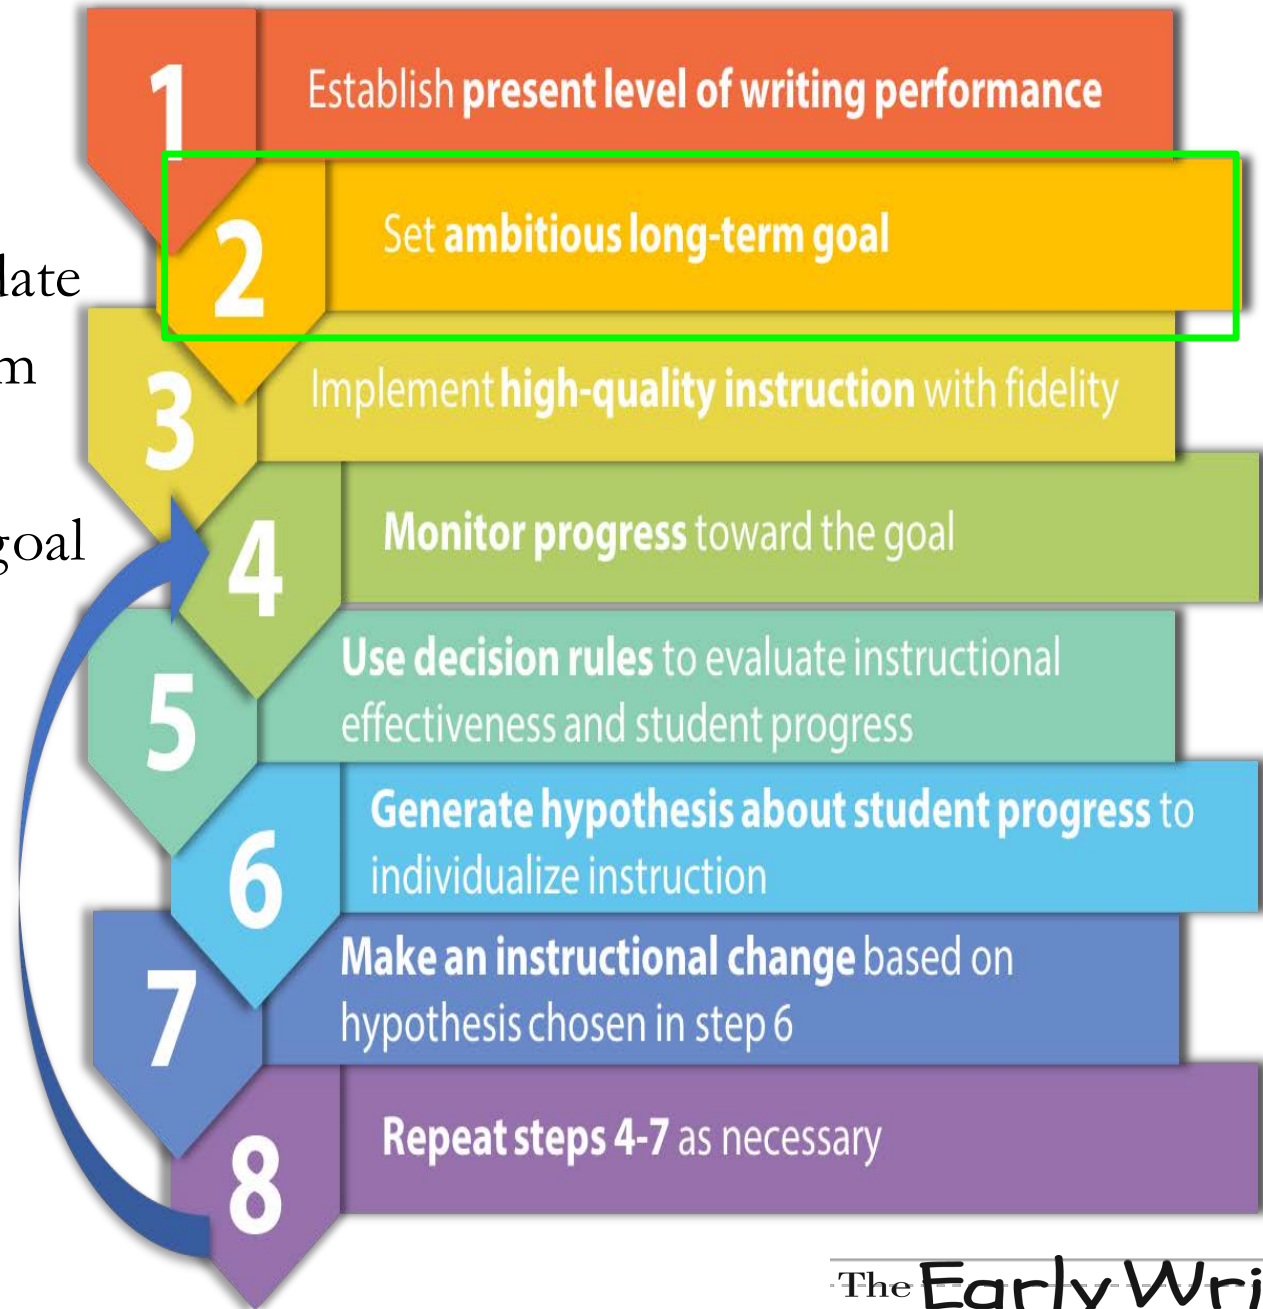 1
Establish present level of writing performance
2
Set ambitious long-term goal
3
Implement high-quality instruction with fidelity
goal
4
Monitor progress toward the goal
5
Use decision rules to evaluate instructional
effectiveness and student progress
6
Generate hypothesis about student progress to
individualize instruction
7
Make an instructional change based on
hypothesis chosen in step 6
8
Repeat steps 4-7 as necessary
The Early Wri